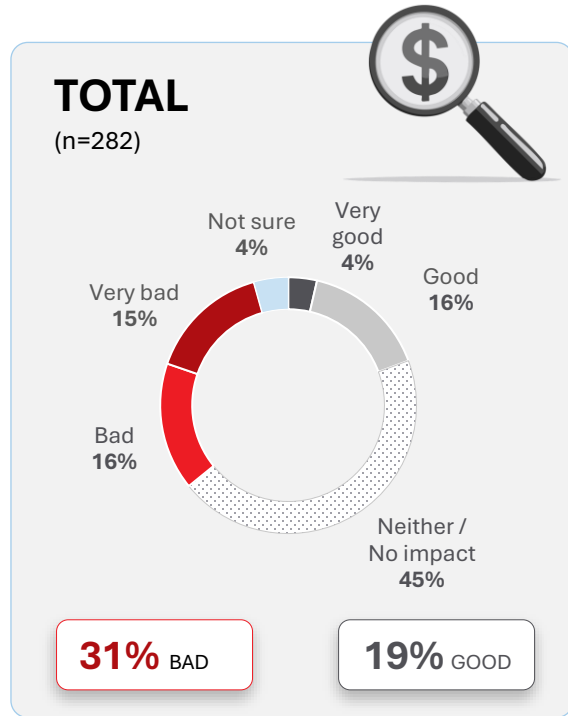 $
TOTAL
(n=282)
Not sure
4%
Very
good
4%
Good
16%
Very bad
15%
Bad
16%
Neither /
No impact
45%
31% BAD
19% GOOD